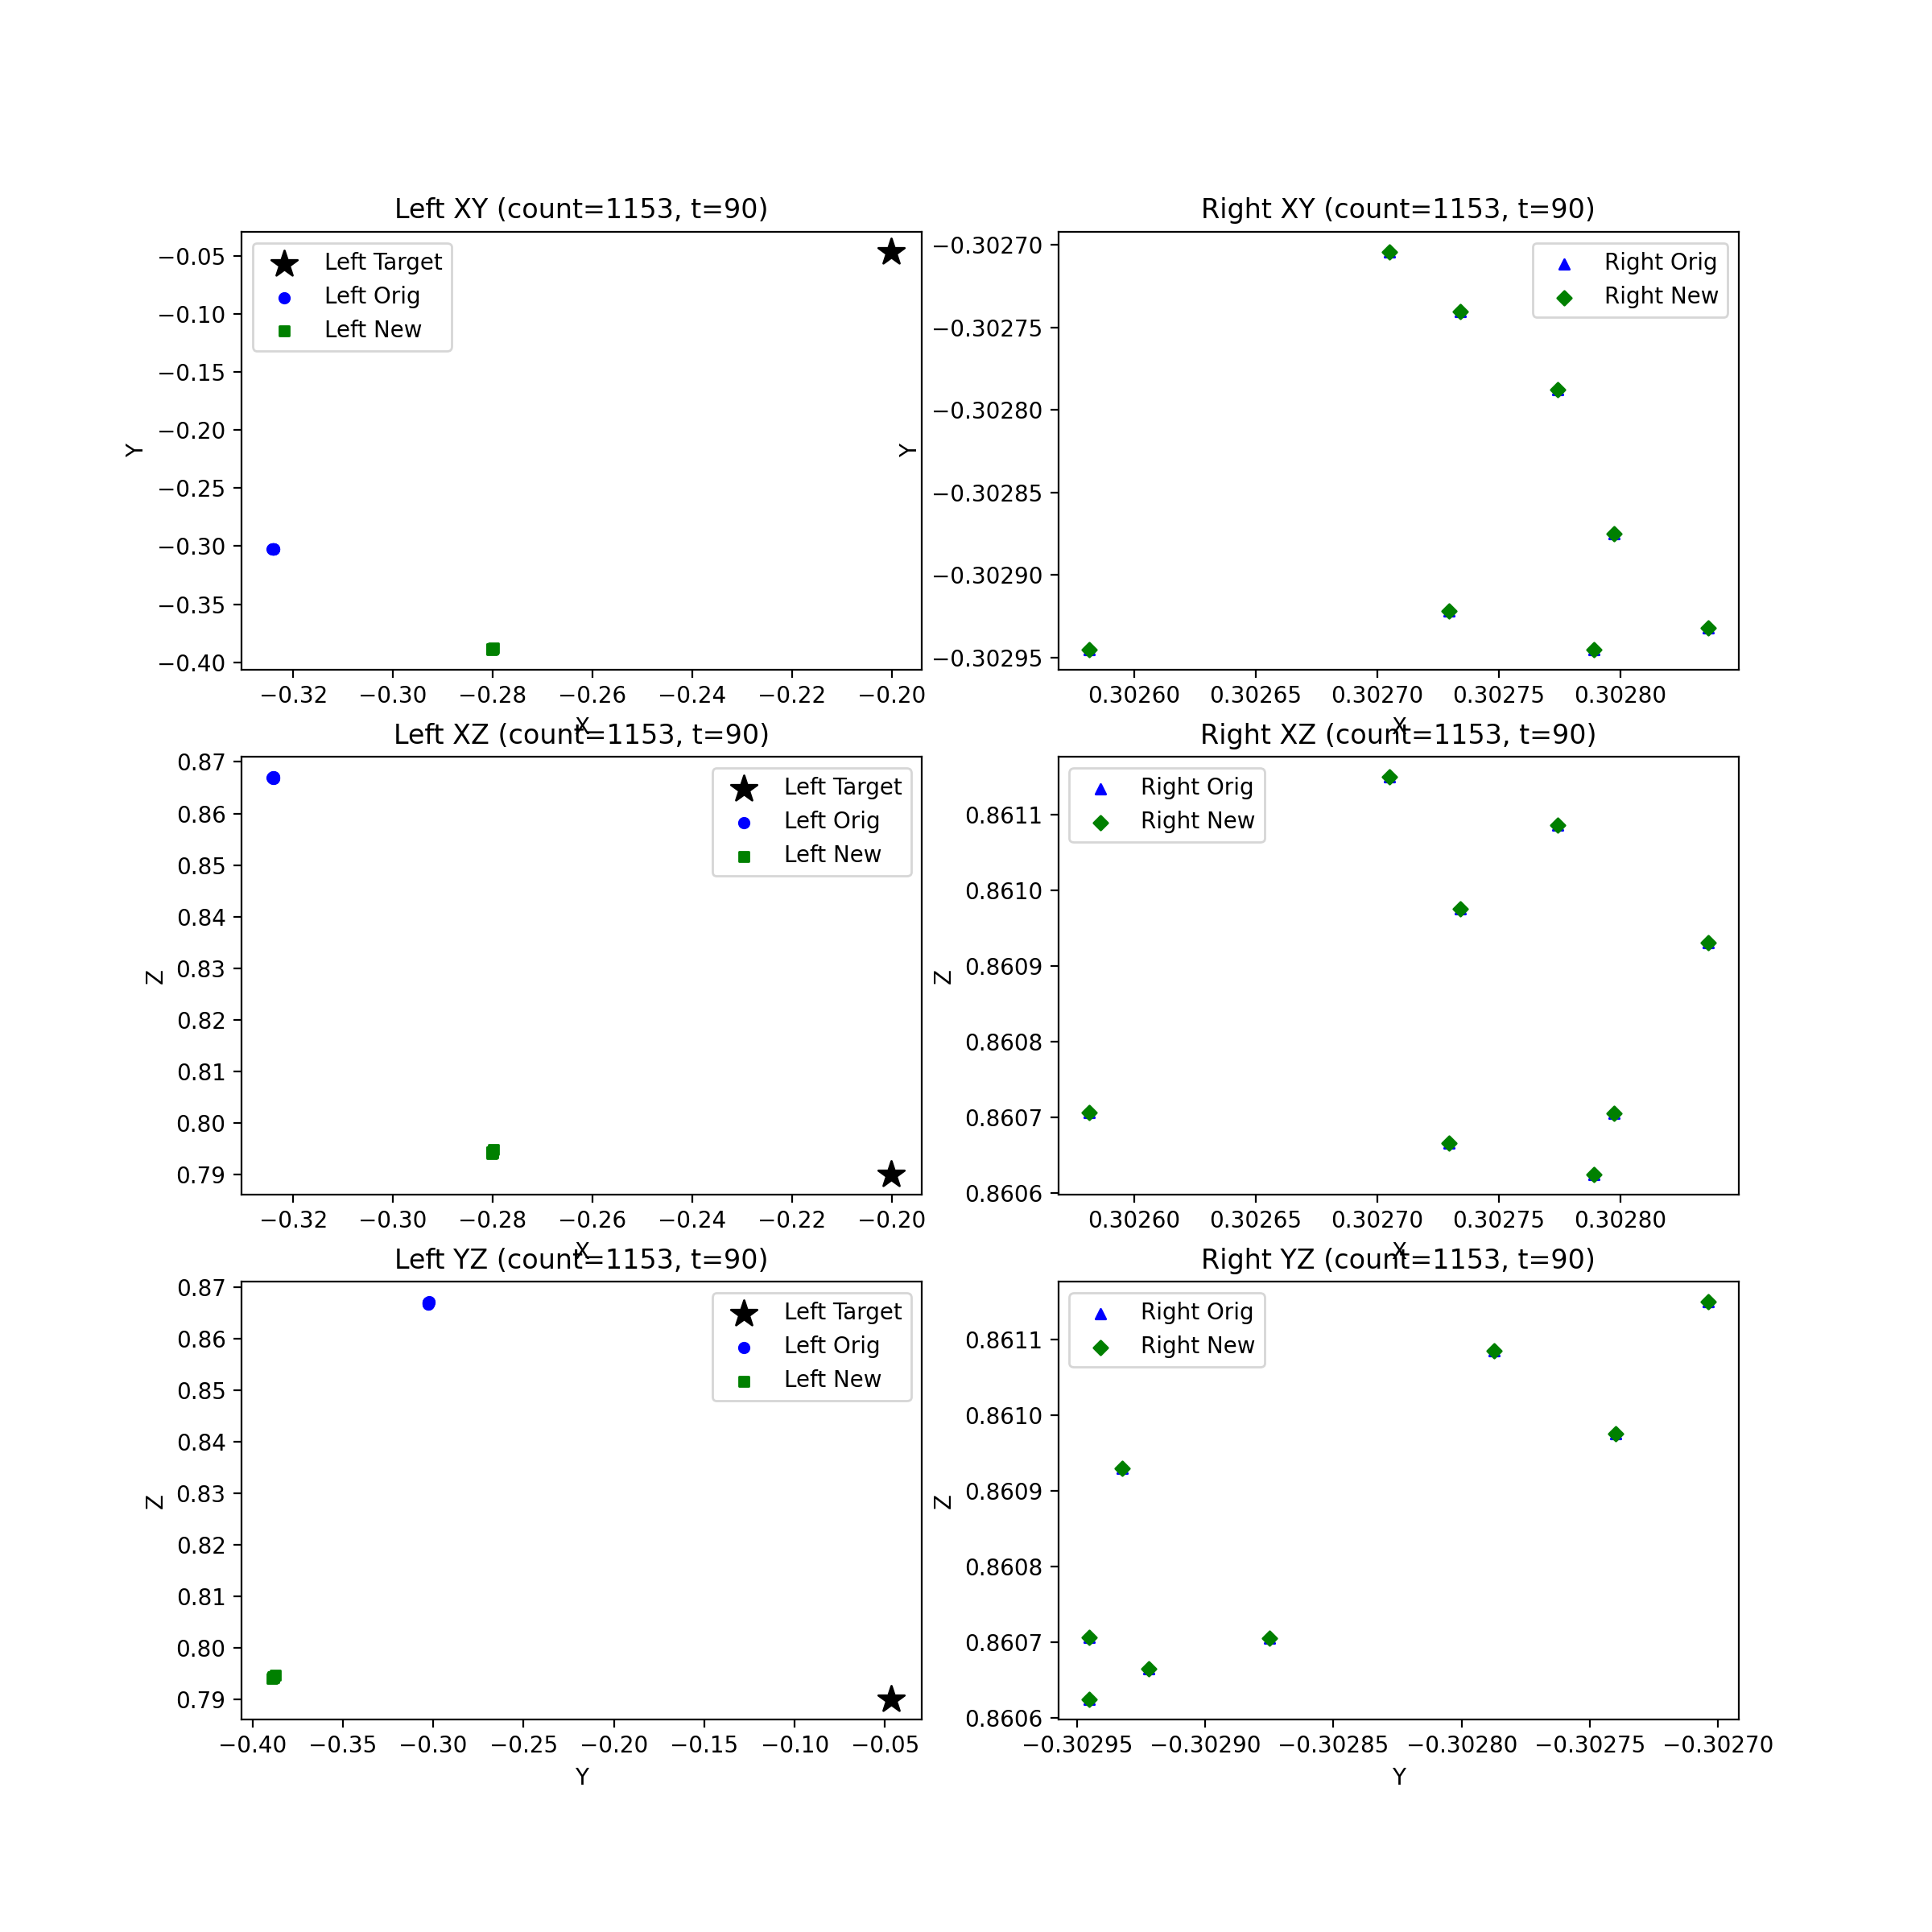 Left XY (count=1153, t=90)
Left Target
Left Orig
Left New
−0.05
−0.10
−0.15
−0.20
−0.25
−0.30
−0.35
−0.40
Y
−0.32
−0.30
−0.28
−0.26
−0.24
−0.22
−0.20
X
Right XY (count=1153, t=90)
Right Orig
Right New
−0.30270
−0.30275
−0.30280
−0.30285
−0.30290
−0.30295
Y
0.30260
0.30265
0.30270
0.30275
0.30280
X
Left XZ (count=1153, t=90)
Left Target
Left Orig
Left New
0.87
0.86
0.85
0.84
0.83
0.82
0.81
0.80
0.79
Z
−0.32
−0.30
−0.28
−0.26
−0.24
−0.22
−0.20
X
Right XZ (count=1153, t=90)
Right Orig
Right New
0.8611
0.8610
0.8609
0.8608
0.8607
0.8606
Z
0.30260
0.30265
0.30270
0.30275
0.30280
X
Left YZ (count=1153, t=90)
Left Target
Left Orig
Left New
0.87
0.86
0.85
0.84
0.83
0.82
0.81
0.80
0.79
Z
−0.40
−0.35
−0.30
−0.25
−0.20
−0.15
−0.10
−0.05
Y
Right YZ (count=1153, t=90)
Right Orig
Right New
0.8611
0.8610
0.8609
0.8608
0.8607
0.8606
Z
−0.30295
−0.30290
−0.30285
−0.30280
−0.30275
−0.30270
Y